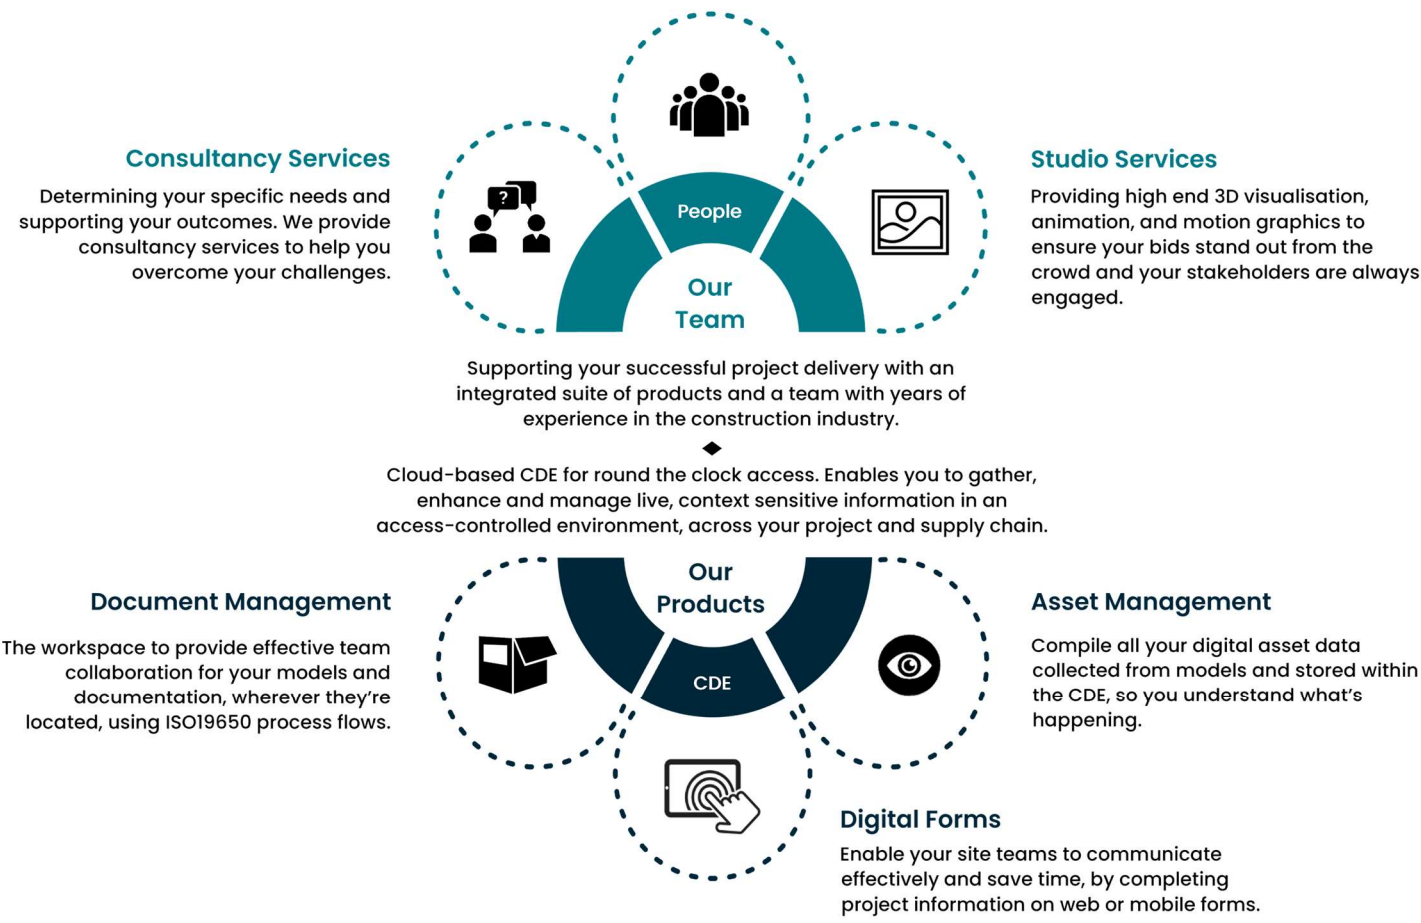 Consultancy Services
Determining your specific needs and
supporting your outcomes. We provide
consultancy services to help you
overcome your challenges.
?
People
Our
Team
Studio Services
Providing high end 3D visualisation,
animation, and motion graphics to
ensure your bids stand out from the
crowd and your stakeholders are always
engaged.
Supporting your successful project delivery with an
integrated suite of products and a team with years of
experience in the construction industry.
Cloud-based CDE for round the clock access. Enables you to gather,
enhance and manage live, context sensitive information in an
access-controlled environment, across your project and supply chain.
Our
Products
CDE
Document Management
The workspace to provide effective team
collaboration for your models and
documentation, wherever they're
located, using ISO19650 process flows.
Asset Management
Compile all your digital asset data
collected from models and stored within
the CDE, so you understand what's
happening.
Digital Forms
Enable your site teams to communicate
effectively and save time, by completing
project information on web or mobile forms.